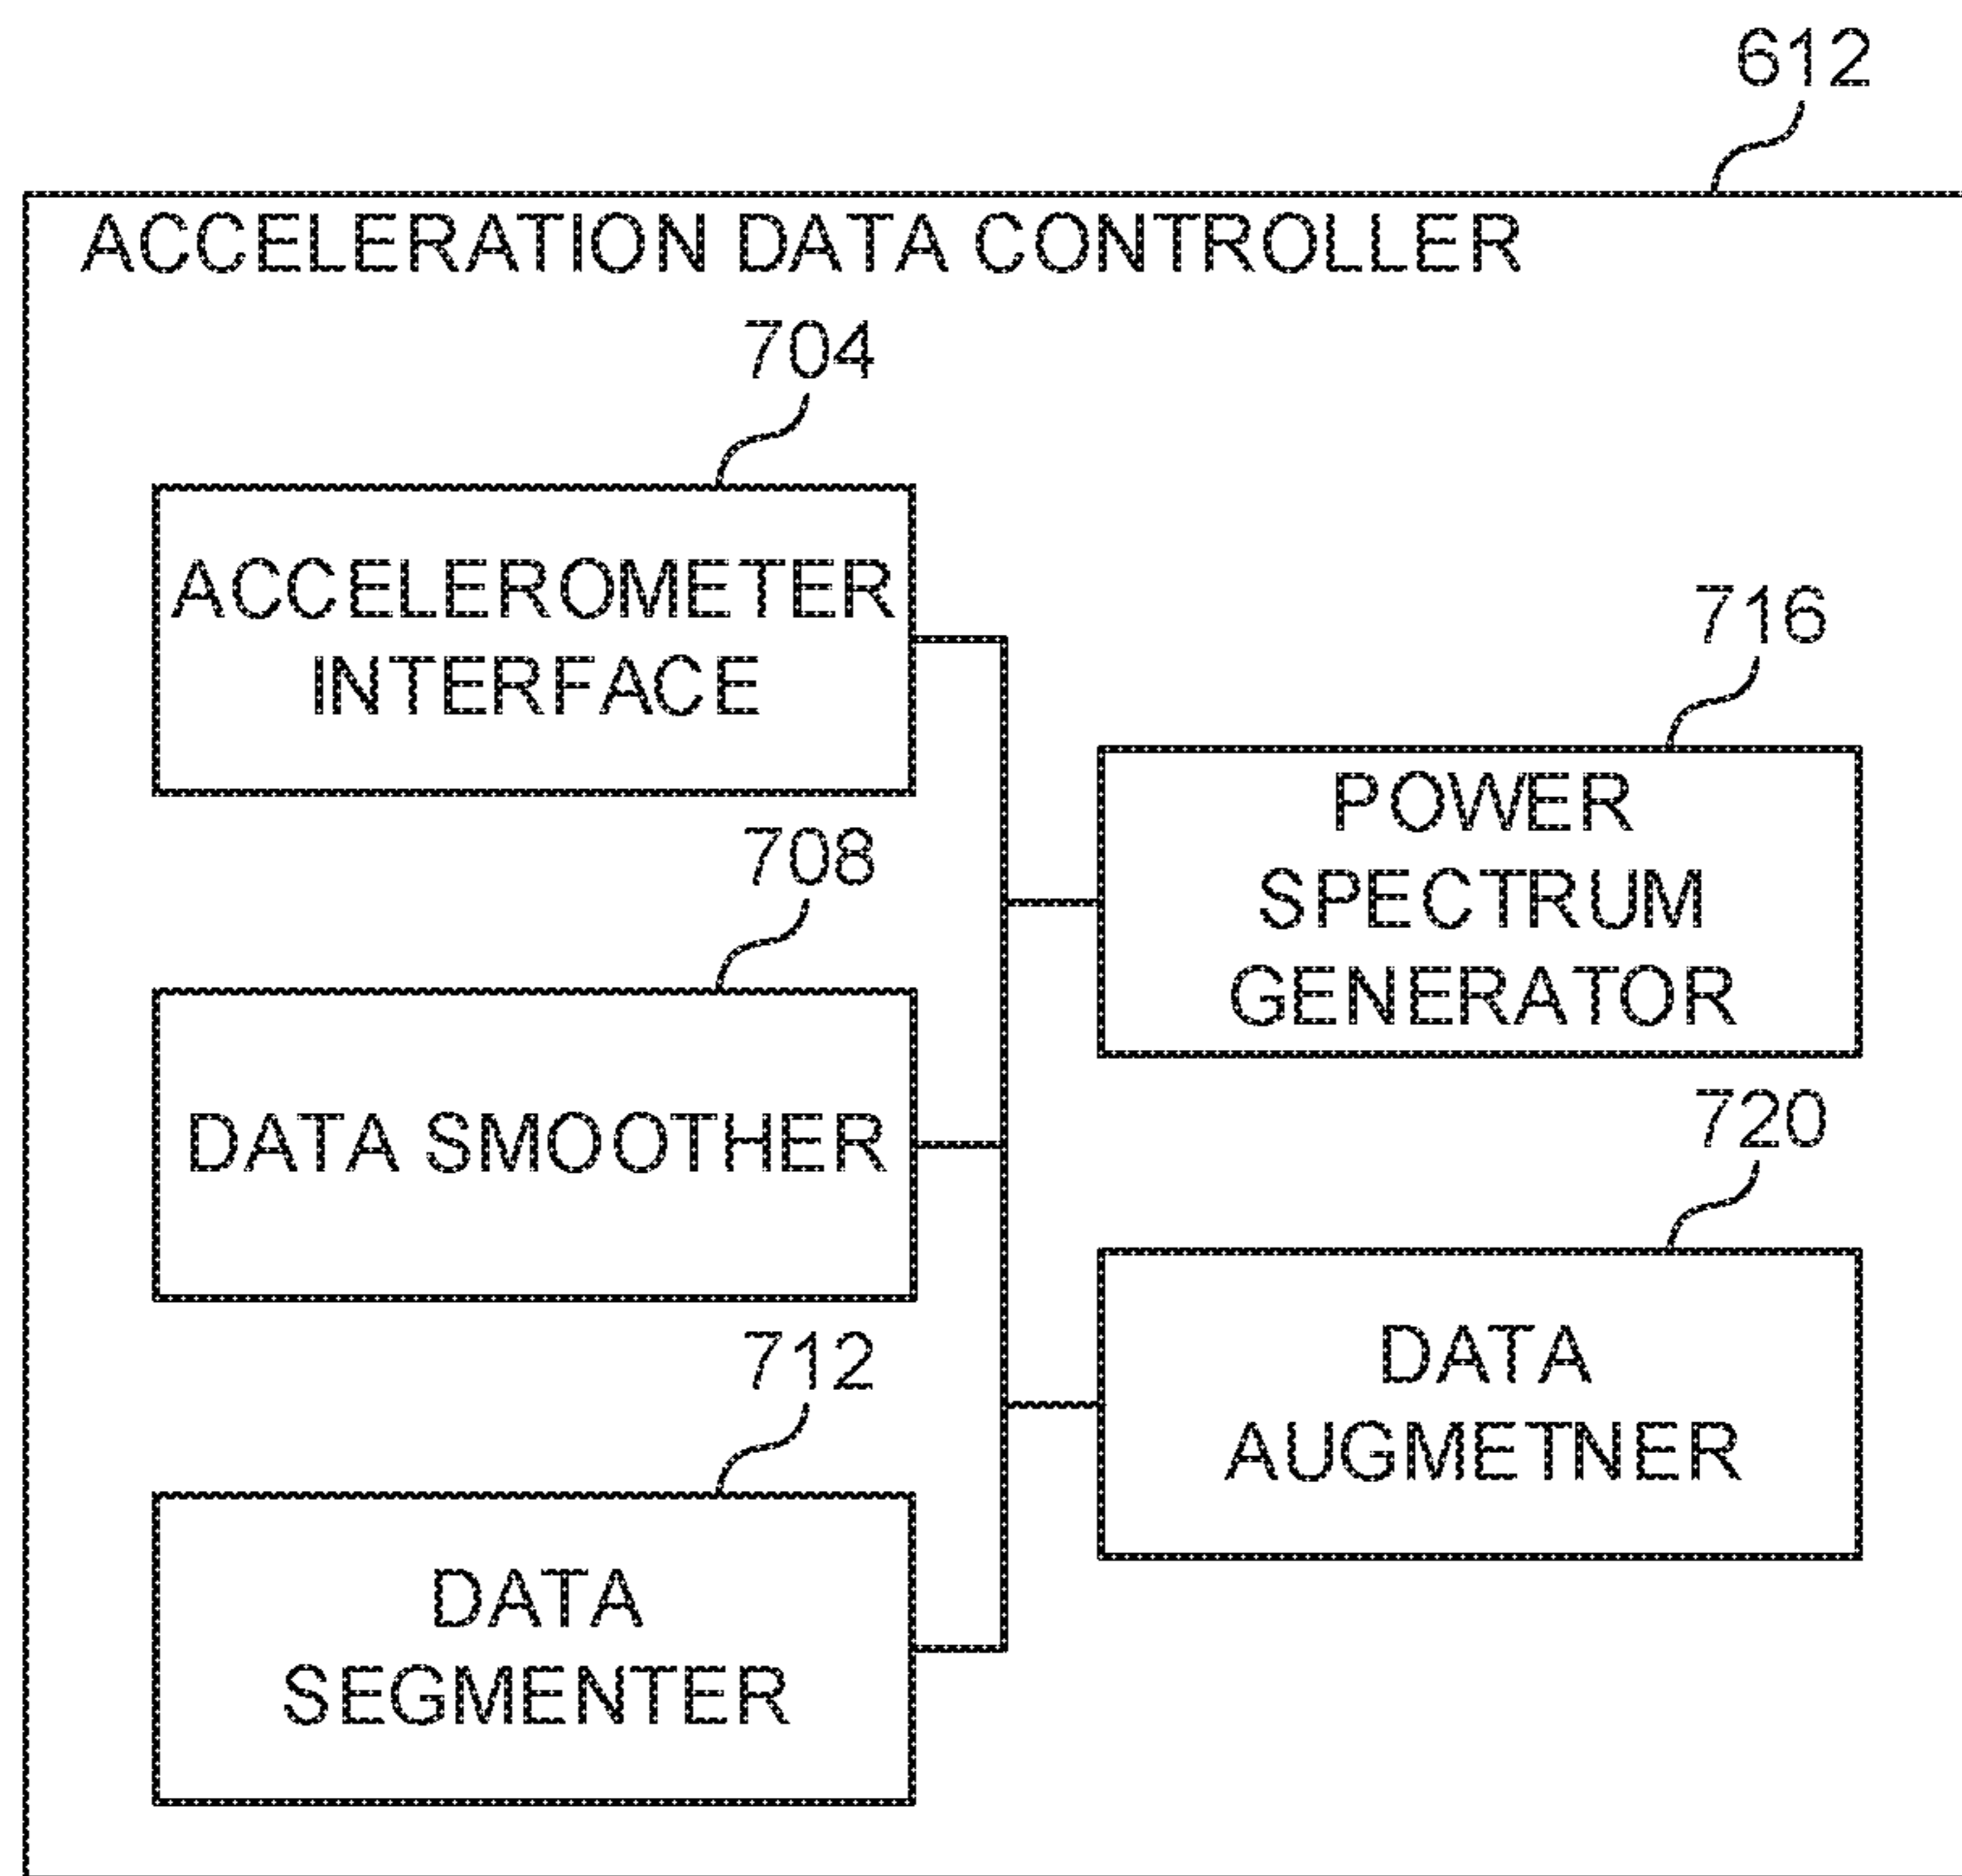 612
ACCELERATION DATA CONTROLLER
704
ACCELEROMETER
INTERFACE
708
DATA SMOOTHER
712
DATA
SEGMENTER
716
POWER
SPECTRUM
GENERATOR
720
DATA
AUGMETNER